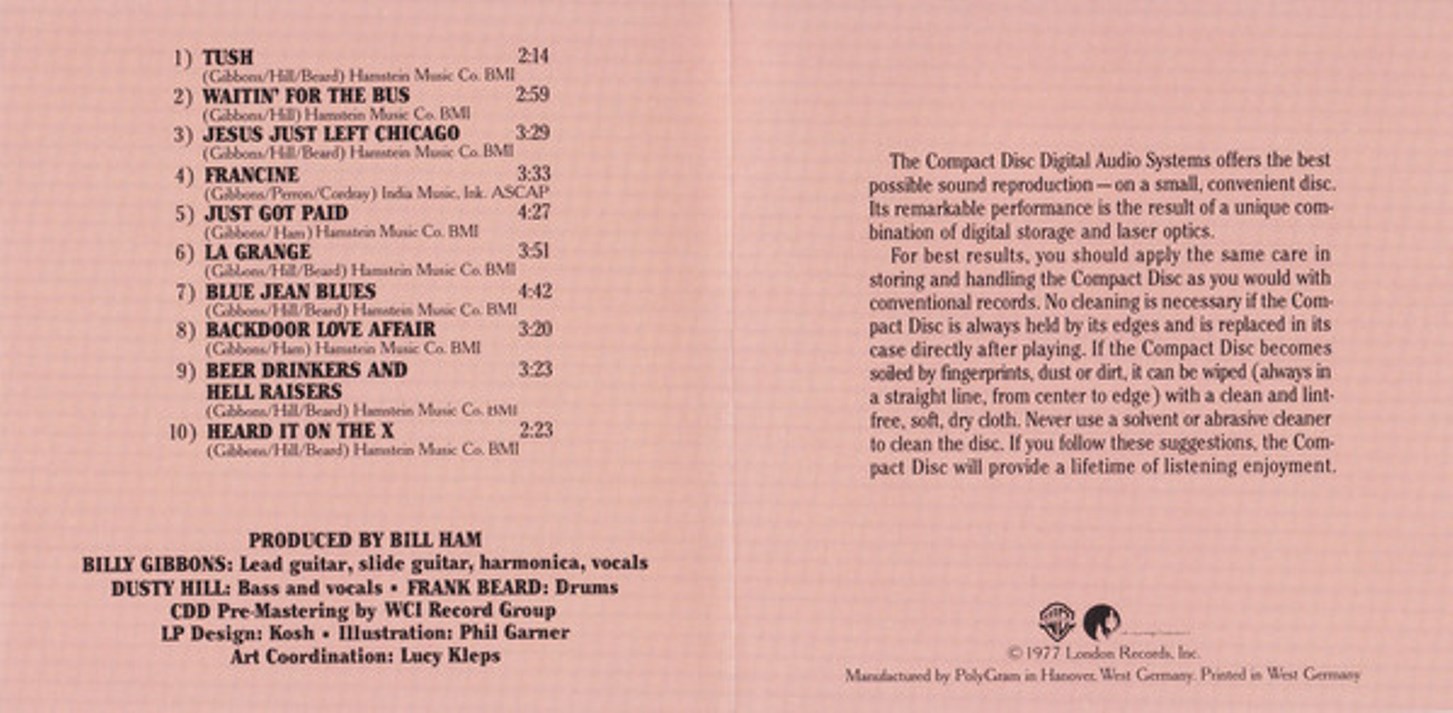 1) TUSH 2:14
(Gibbons/Hill/Beard) Hamstein Music Co. BMI
2) WAITIN' FOR THE BUS 2:59
(Gibbons/Hill) Hamstein Music Co. BMI
3) JESUS JUST LEFT CHICAGO 3:29
(Gibbons/Hill/Beard) Hamstein Music Co. BMI
4) FRANCINE 3:33
(Gibbons/Perron/Cordray) India Music, Ink. ASCAP
5) JUST GOT PAID 4:27
(Gibbons/Ham) Hamstein Music Co. BMI
6) LA GRANGE 3:51
(Gibbons/Hill/Beard) Hamstein Music Co. BMI
7) BLUE JEAN BLUES 4:42
(Gibbons/Hill/Beard) Hamstein Music Co. BMI
8) BACKDOOR LOVE AFFAIR 3:20
(Gibbons/Ham) Hamstein Music Co. BMI
9) BEER DRINKERS AND 3:23
HELL RAISERS
(Gibbons/Hill/Beard) Hamstein Music Co. BMI
10) HEARD IT ON THE X 2:23
(Gibbons/Hill/Beard) Hamstein Music Co. BMI
PRODUCED BY BILL HAM
BILLY GIBBONS: Lead guitar, slide guitar, harmonica, vocals
DUSTY HILL: Bass and vocals • FRANK BEARD: Drums
CDD Pre-Mastering by WCI Record Group
LP Design: Kosh • Illustration: Phil Garner
Art Coordination: Lucy Kleps
The Compact Disc Digital Audio Systems offers the best
possible sound reproduction — on a small, convenient disc.
Its remarkable performance is the result of a unique com-
bination of digital storage and laser optics.
For best results, you should apply the same care in
storing and handling the Compact Disc as you would with
conventional records. No cleaning is necessary if the Com-
pact Disc is always held by its edges and is replaced in its
case directly after playing. If the Compact Disc becomes
soiled by fingerprints, dust or dirt, it can be wiped (always in
a straight line, from center to edge) with a clean and lint-
free, soft, dry cloth. Never use a solvent or abrasive cleaner
to clean the disc. If you follow these suggestions, the Com-
pact Disc will provide a lifetime of listening enjoyment.
© 1977 London Records, Inc.
Manufactured by PolyGram in Hanover, West Germany. Printed in West Germany